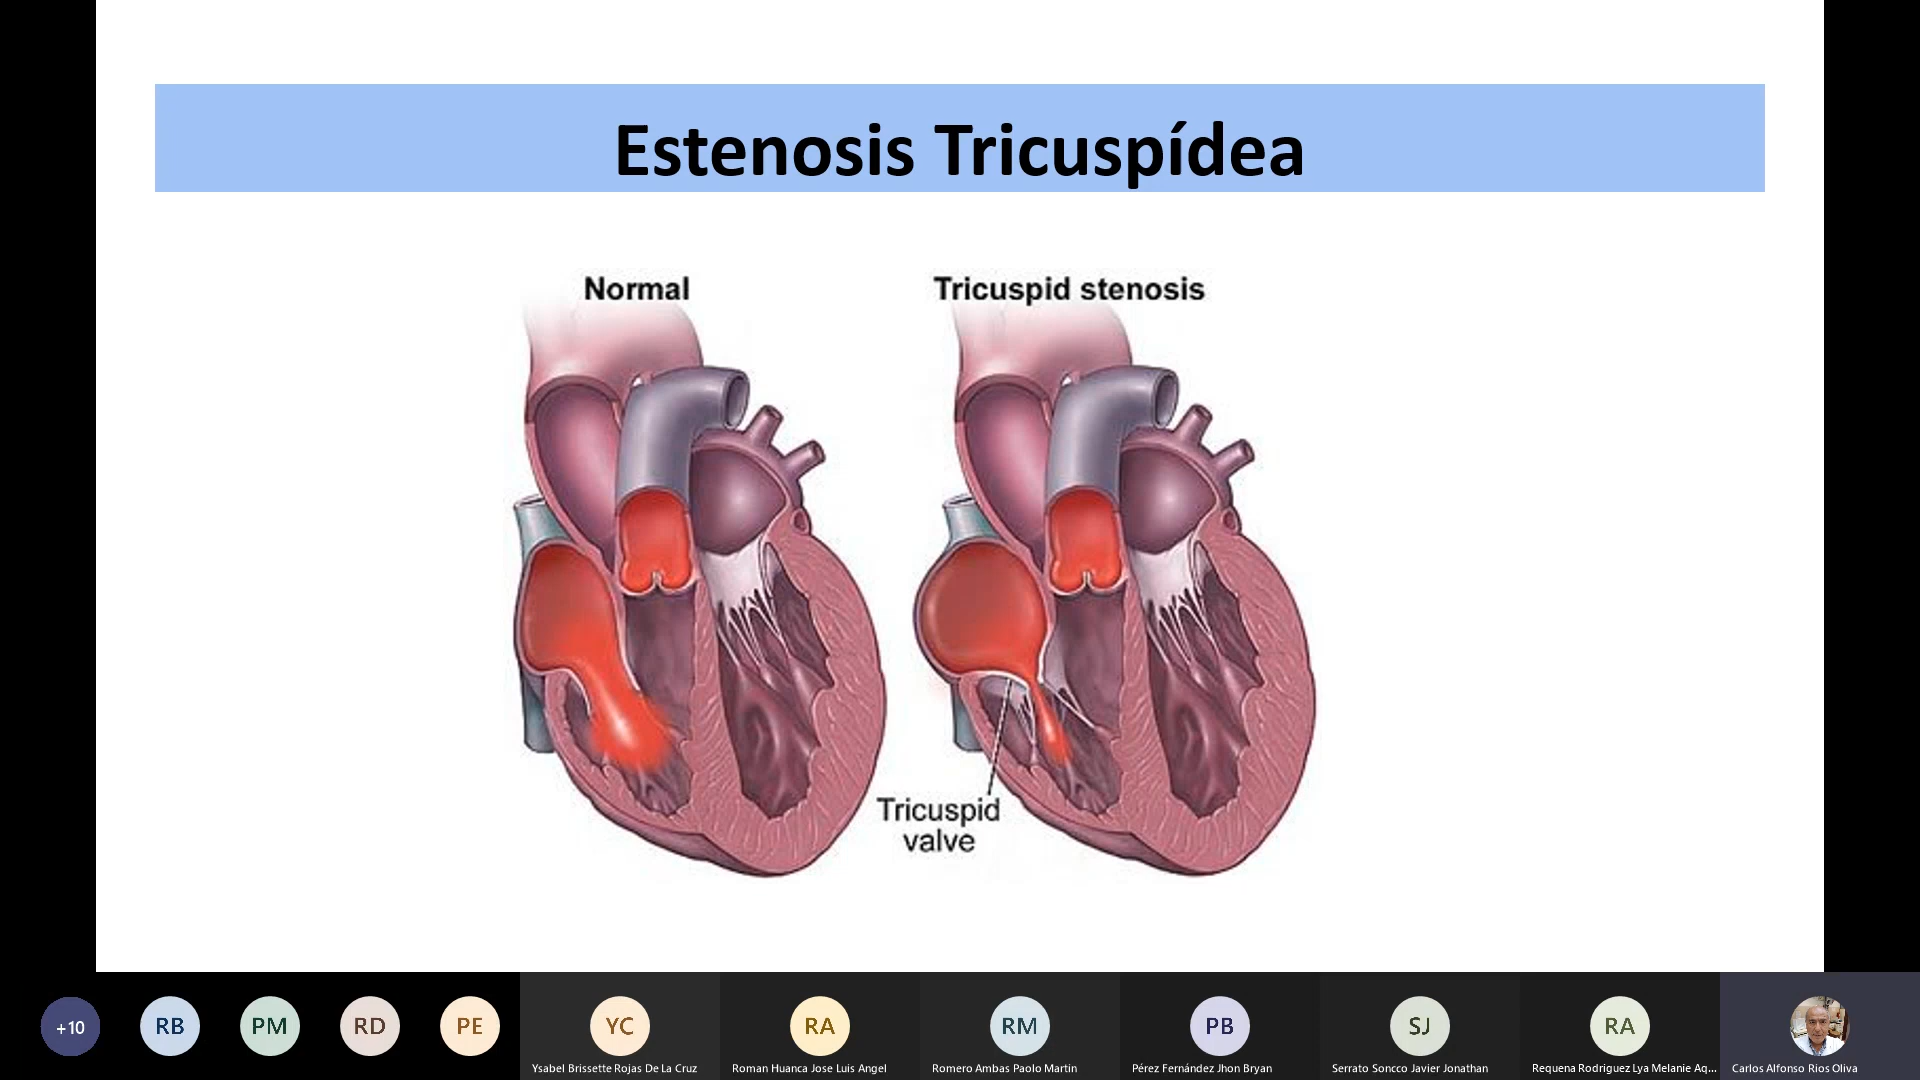 Estenosis Tricuspídea
Normal
Tricuspid stenosis
Tricuspid
valve
+10
RB
PM
RD
PE
YC
RA
RM
PB
SJ
RA
Ysabel Brissette Rojas De La Cruz
Roman Huanca Jose Luis Angel
Romero Ambas Paolo Martin
Pérez Fernández Jhon Bryan
Serrato Soncco Javier Jonathan
Requena Rodriguez Lya Melanie Aq...
Carlos Alfonso Rios Oliva